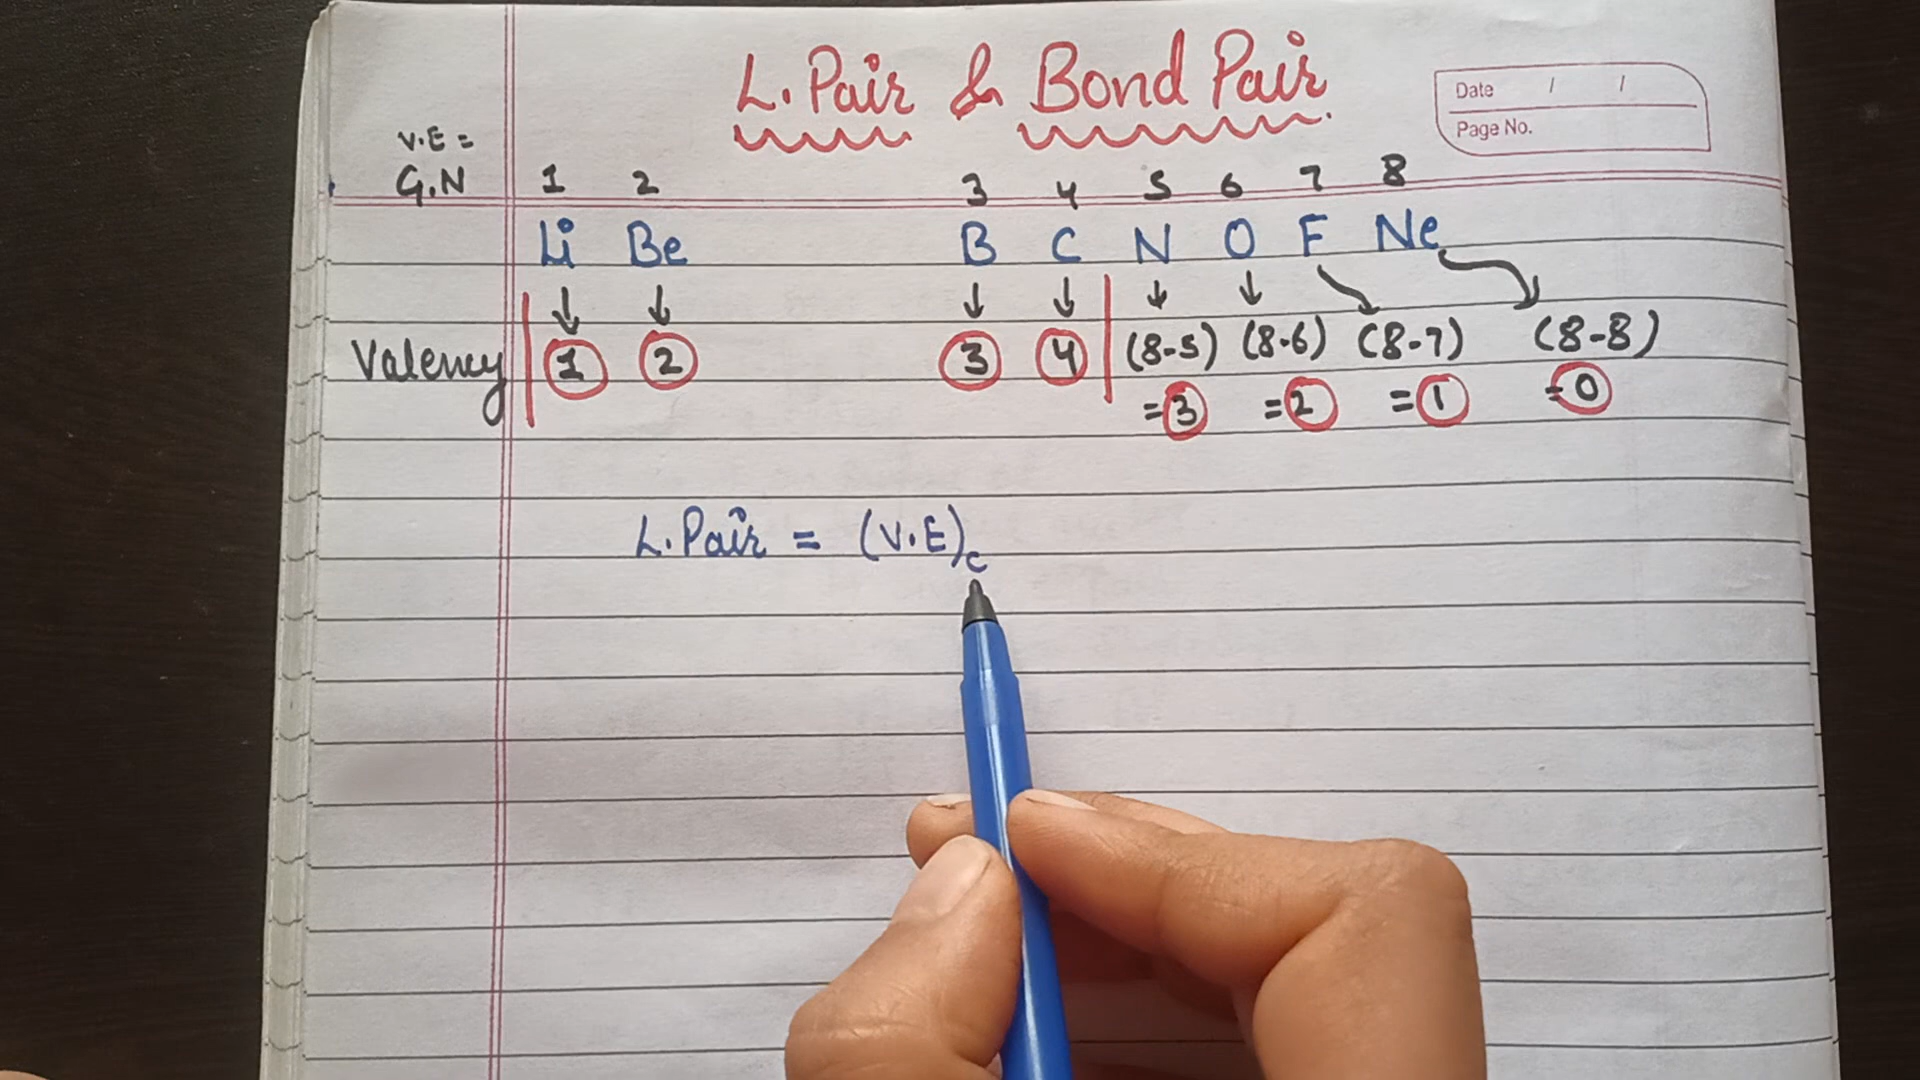 L.Pair & Bond Pair
Date / /
Page No.
V.E =
G.N 1 2 3 4 5 6 7 8
Li Be B C N O F Ne
↓ ↓ ↓ ↓ ↓ ↓
Valency 1 2 3 4 (8-5) (8-6) (8-7) (8-8)
=3 =2 =1 =0
L.Pair = (V.E)c